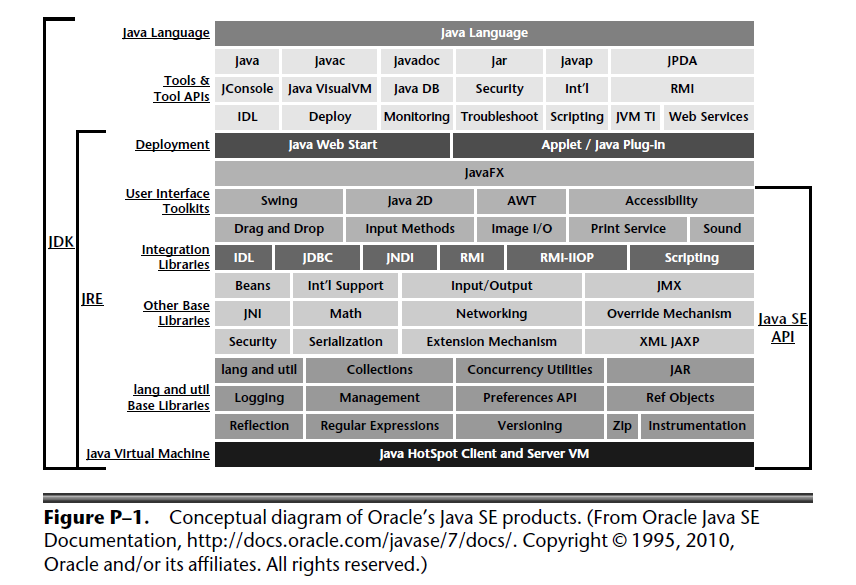 Java Language Java Language
Java Javac Javadoc Jar Javap JPDA
Tools &
Tool APIs
JConsole Java VisualVM Java DB Security Int'l RMI
IDL Deploy Monitoring Troubleshoot Scripting JVM TI Web Services
Deployment Java Web Start Applet / Java Plug-In
JavaFX
User Interface
Toolkits
Swing Java 2D AWT Accessibility
Drag and Drop Input Methods Image I/O Print Service Sound
JDK
Integration
Libraries
IDL JDBC JNDI RMI RMI-IIOP Scripting
JRE
Beans Int'l Support Input/Output JMX
Other Base
Libraries
JNI Math Networking Override Mechanism
Java SE
API
Security Serialization Extension Mechanism XML JAXP
lang and util Collections Concurrency Utilities JAR
lang and util
Base Libraries
Logging Management Preferences API Ref Objects
Reflection Regular Expressions Versioning Zip Instrumentation
Java Virtual Machine Java HotSpot Client and Server VM
Figure P–1. Conceptual diagram of Oracle's Java SE products. (From Oracle Java SE
Documentation, http://docs.oracle.com/javase/7/docs/. Copyright © 1995, 2010,
Oracle and/or its affiliates. All rights reserved.)